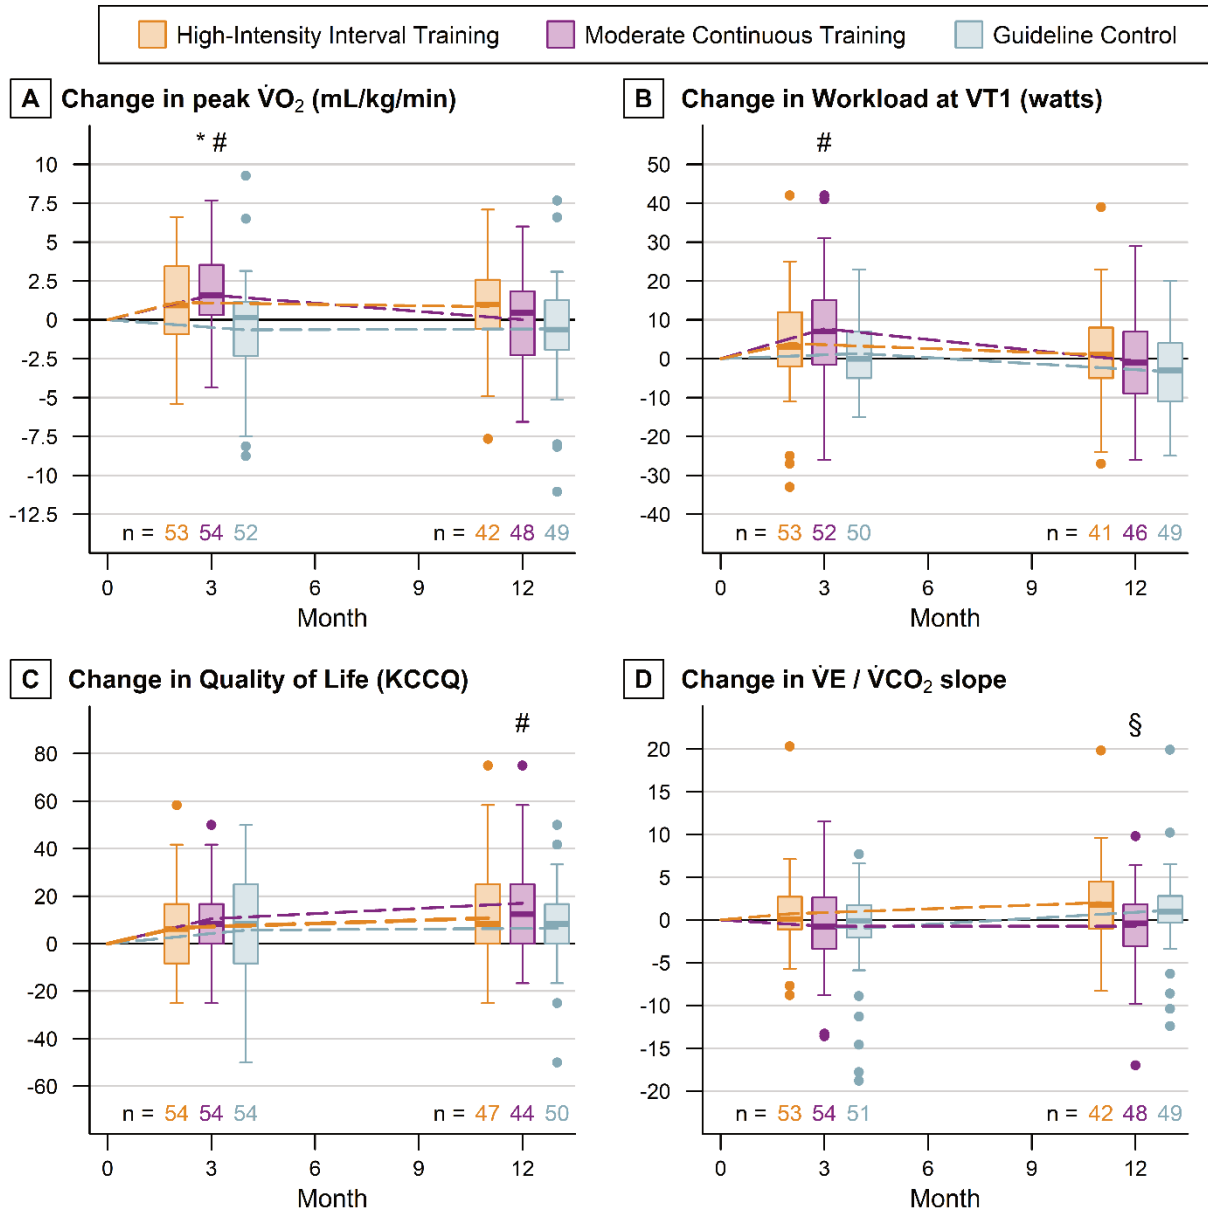 High-Intensity Interval Training Moderate Continuous Training Guideline Control
A Change in peak V̇O₂ (mL/kg/min)
* #
10
7.5
5
2.5
0
-2.5
-5
-7.5
-10
-12.5
n = 53 54 52 n = 42 48 49
0 3 6 9 12
Month
B Change in Workload at VT1 (watts)
#
50
40
30
20
10
0
-10
-20
-30
-40
n = 53 52 50 n = 41 46 49
0 3 6 9 12
Month
C Change in Quality of Life (KCCQ)
#
80
60
40
20
0
-20
-40
-60
n = 54 54 54 n = 47 44 50
0 3 6 9 12
Month
D Change in V̇E / V̇CO₂ slope
§
20
15
10
5
0
-5
-10
-15
-20
n = 53 54 51 n = 42 48 49
0 3 6 9 12
Month